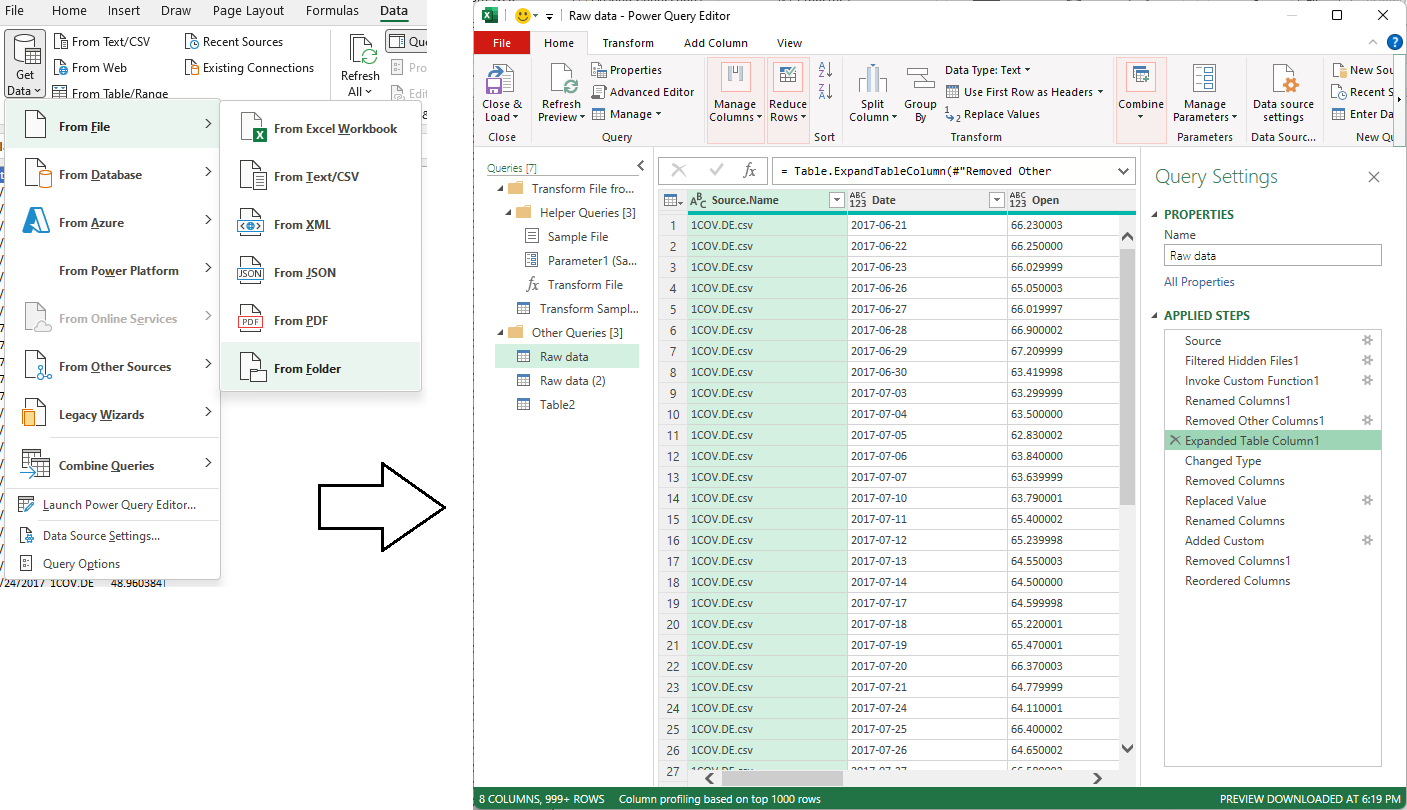 File Home Insert Draw Page Layout Formulas Data
Get Data
From Text/CSV
From Web
From Table/Range
Recent Sources
Existing Connections
Refresh All
From File
From Database
From Azure
From Power Platform
From Online Services
From Other Sources
Legacy Wizards
Combine Queries
Launch Power Query Editor...
Data Source Settings...
Query Options
/24/2017 1COV.DE 48.960384
From Excel Workbook
From Text/CSV
From XML
JSON From JSON
PDF From PDF
From Folder
Raw data - Power Query Editor
File Home Transform Add Column View
Close & Load
Close
Refresh Preview
Properties
Advanced Editor
Manage
Query
Manage Columns
Reduce Rows
Sort
Split Column
Group By
Data Type: Text
Use First Row as Headers
Replace Values
Transform
Combine
Manage Parameters
Parameters
Data source settings
Data Sourc...
New Sou
Recent S
Enter Da
New Qu
Queries [7]
Transform File fro...
Helper Queries [3]
Sample File
Parameter1 (Sa...
fx Transform File
Transform Sampl...
Other Queries [3]
Raw data
Raw data (2)
Table2
fx = Table.ExpandTableColumn(#"Removed Other
ABC Source.Name ABC 123 Date ABC 123 Open
1 1COV.DE.csv 2017-06-21 66.230003
2 1COV.DE.csv 2017-06-22 66.250000
3 1COV.DE.csv 2017-06-23 66.029999
4 1COV.DE.csv 2017-06-26 65.050003
5 1COV.DE.csv 2017-06-27 66.019997
6 1COV.DE.csv 2017-06-28 66.900002
7 1COV.DE.csv 2017-06-29 67.209999
8 1COV.DE.csv 2017-06-30 63.419998
9 1COV.DE.csv 2017-07-03 63.299999
10 1COV.DE.csv 2017-07-04 63.500000
11 1COV.DE.csv 2017-07-05 62.830002
12 1COV.DE.csv 2017-07-06 63.840000
13 1COV.DE.csv 2017-07-07 63.639999
14 1COV.DE.csv 2017-07-10 63.790001
15 1COV.DE.csv 2017-07-11 65.400002
16 1COV.DE.csv 2017-07-12 65.239998
17 1COV.DE.csv 2017-07-13 64.550003
18 1COV.DE.csv 2017-07-14 64.500000
19 1COV.DE.csv 2017-07-17 64.599998
20 1COV.DE.csv 2017-07-18 65.220001
21 1COV.DE.csv 2017-07-19 65.470001
22 1COV.DE.csv 2017-07-20 66.370003
23 1COV.DE.csv 2017-07-21 64.779999
24 1COV.DE.csv 2017-07-24 64.110001
25 1COV.DE.csv 2017-07-25 66.400002
26 1COV.DE.csv 2017-07-26 64.650002
27
Query Settings
PROPERTIES
Name
Raw data
All Properties
APPLIED STEPS
Source
Filtered Hidden Files1
Invoke Custom Function1
Renamed Columns1
Removed Other Columns1
Expanded Table Column1
Changed Type
Removed Columns
Replaced Value
Renamed Columns
Added Custom
Removed Columns1
Reordered Columns
8 COLUMNS, 999+ ROWS Column profiling based on top 1000 rows PREVIEW DOWNLOADED AT 6:19 PM